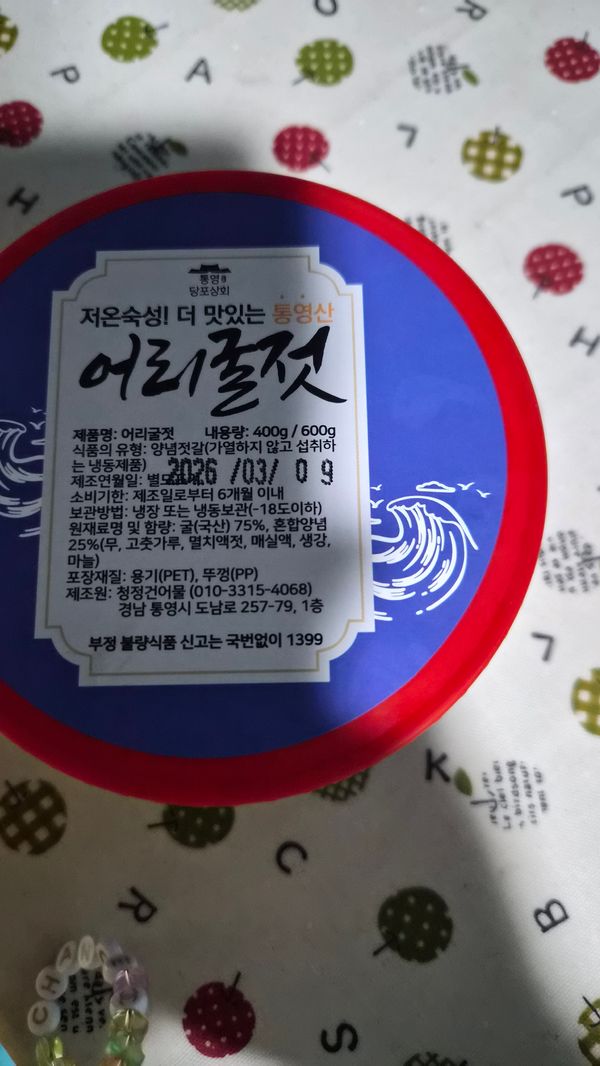 통영
당포상회
저온숙성! 더 맛있는 통영산
어리굴젓
제품명: 어리굴젓 내용량: 400g / 600g
식품의 유형: 양념젓갈(가열하지 않고 섭취하
는 냉동제품)
제조연월일: 2026 /03/ 09
소비기한: 제조일로부터 6개월 이내
보관방법: 냉장 또는 냉동보관(-18도이하)
원재료명 및 함량: 굴(국산) 75%, 혼합양념
25%(무, 고춧가루, 멸치액젓, 매실액, 생강,
마늘)
포장재질: 용기(PET), 뚜껑(PP)
제조원: 청정건어물 (010-3315-4068)
경남 통영시 도남로 257-79, 1층
부정 불량식품 신고는 국번없이 1399
P A R
L
H P
H
L
K
C
R B
S
CHANCE